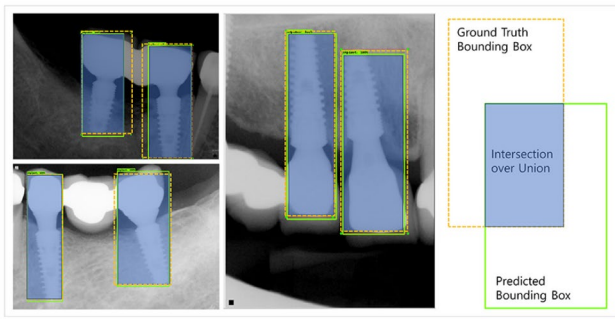 Ground Truth
Bounding Box
Intersection
over Union
Predicted
Bounding Box